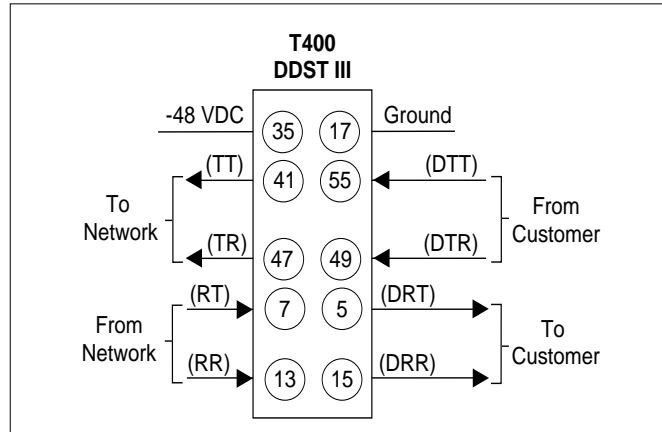 T400
DDST III
-48 VDC 35 17 Ground
(TT) 41 55 (DTT)
To
Network
From
Customer
(TR) 47 49 (DTR)
(RT) 7 5 (DRT)
From
Network
To
Customer
(RR) 13 15 (DRR)